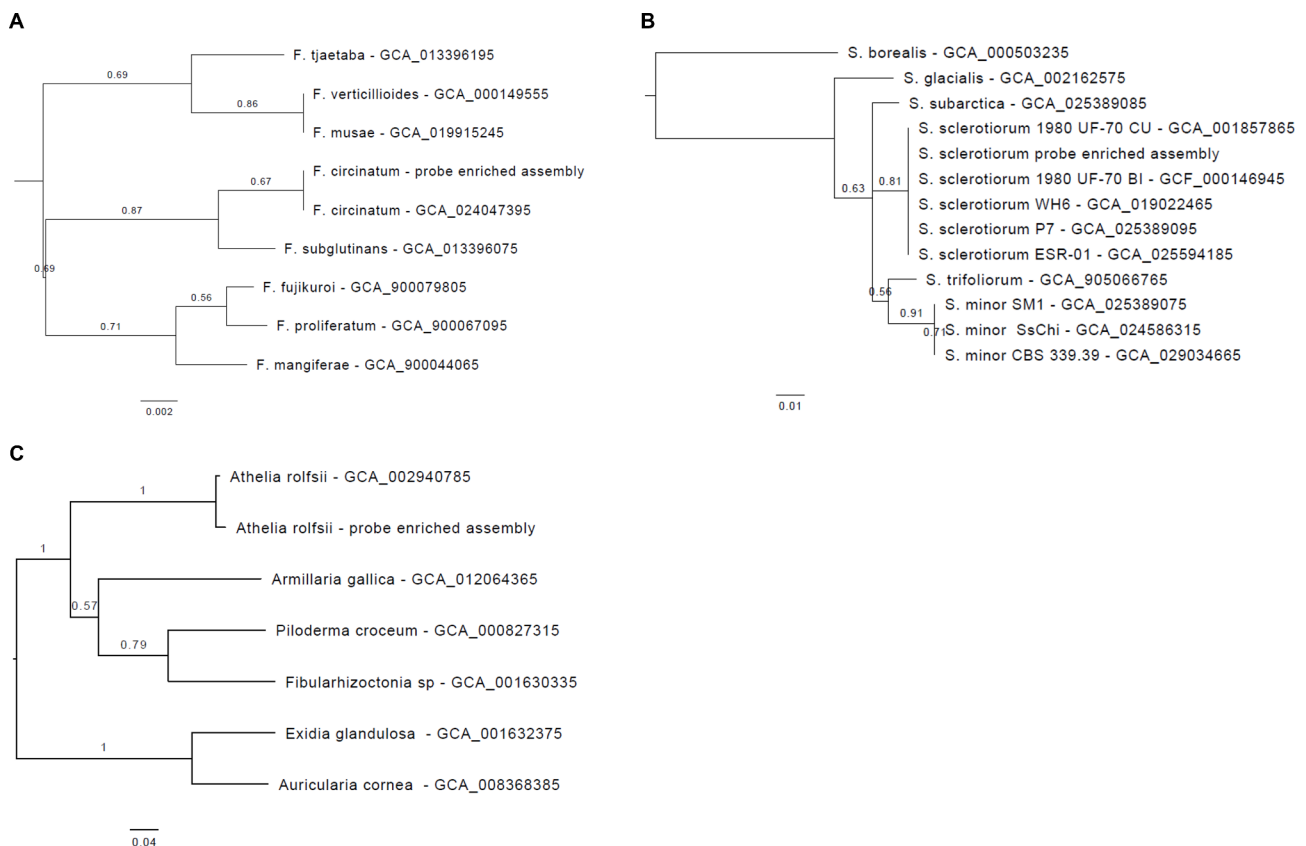 A
F. tjaetaba - GCA_013396195
0.69
F. verticillioides - GCA_000149555
0.86
F. musae - GCA_019915245
F. circinatum - probe enriched assembly
0.67
F. circinatum - GCA_024047395
0.87
F. subglutinans - GCA_013396075
0.69
F. fujikuroi - GCA_900079805
0.56
F. proliferatum - GCA_900067095
0.71
F. mangiferae - GCA_900044065
0.002
B
S. borealis - GCA_000503235
S. glacialis - GCA_002162575
S. subarctica - GCA_025389085
S. sclerotiorum 1980 UF-70 CU - GCA_001857865
S. sclerotiorum probe enriched assembly
S. sclerotiorum 1980 UF-70 BI - GCF_000146945
0.63
0.81
S. sclerotiorum WH6 - GCA_019022465
S. sclerotiorum P7 - GCA_025389095
S. sclerotiorum ESR-01 - GCA_025594185
S. trifoliorum - GCA_905066765
0.56
S. minor SM1 - GCA_025389075
0.91
0.71
S. minor SsChi - GCA_024586315
S. minor CBS 339.39 - GCA_029034665
0.01
C
Athelia rolfsii - GCA_002940785
1
Athelia rolfsii - probe enriched assembly
1
Armillaria gallica - GCA_012064365
0.57
Piloderma croceum - GCA_000827315
0.79
Fibularhizoctonia sp - GCA_001630335
Exidia glandulosa - GCA_001632375
1
Auricularia cornea - GCA_008368385
0.04